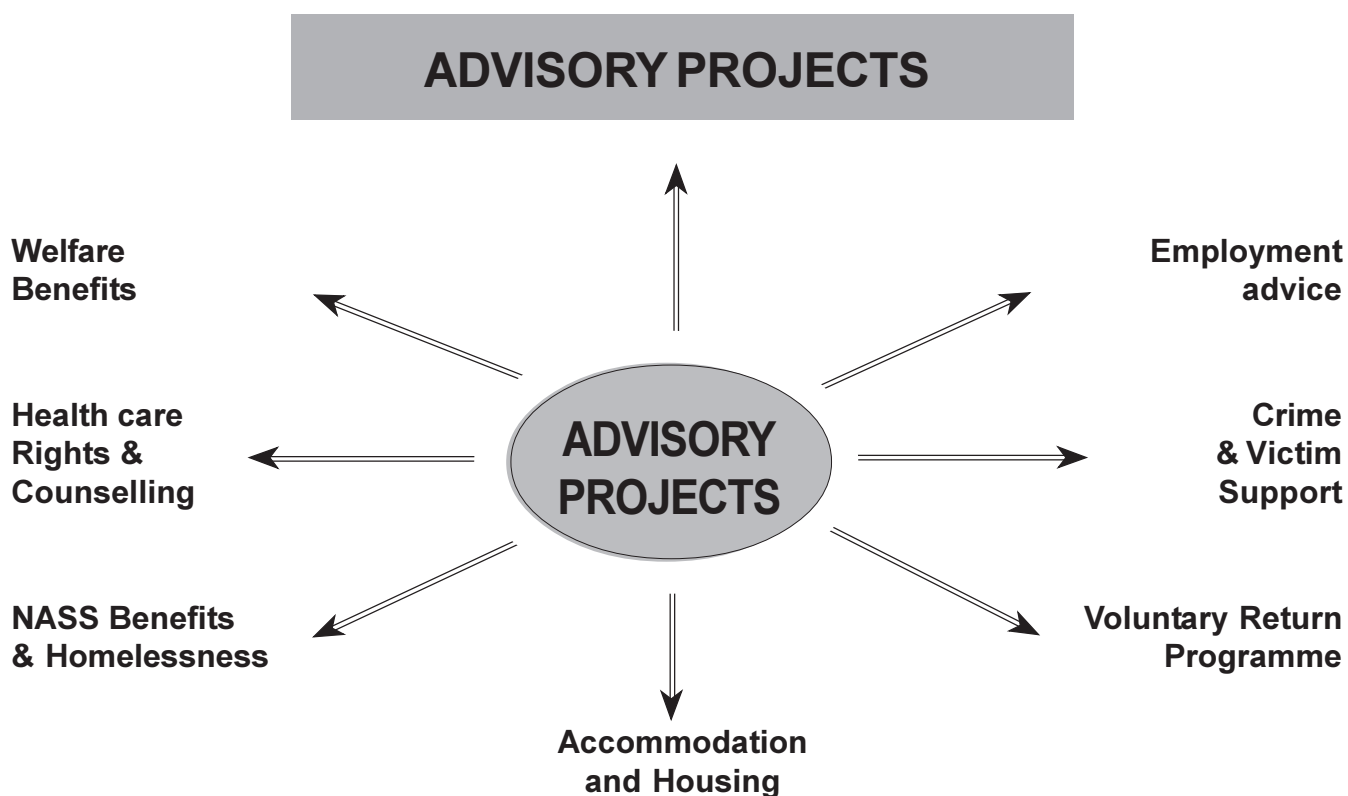 ADVISORY PROJECTS
Welfare
Benefits
Employment
advice
Health care
Rights &
Counselling
ADVISORY
PROJECTS
Crime
& Victim
Support
NASS Benefits
& Homelessness
Voluntary Return
Programme
Accommodation
and Housing